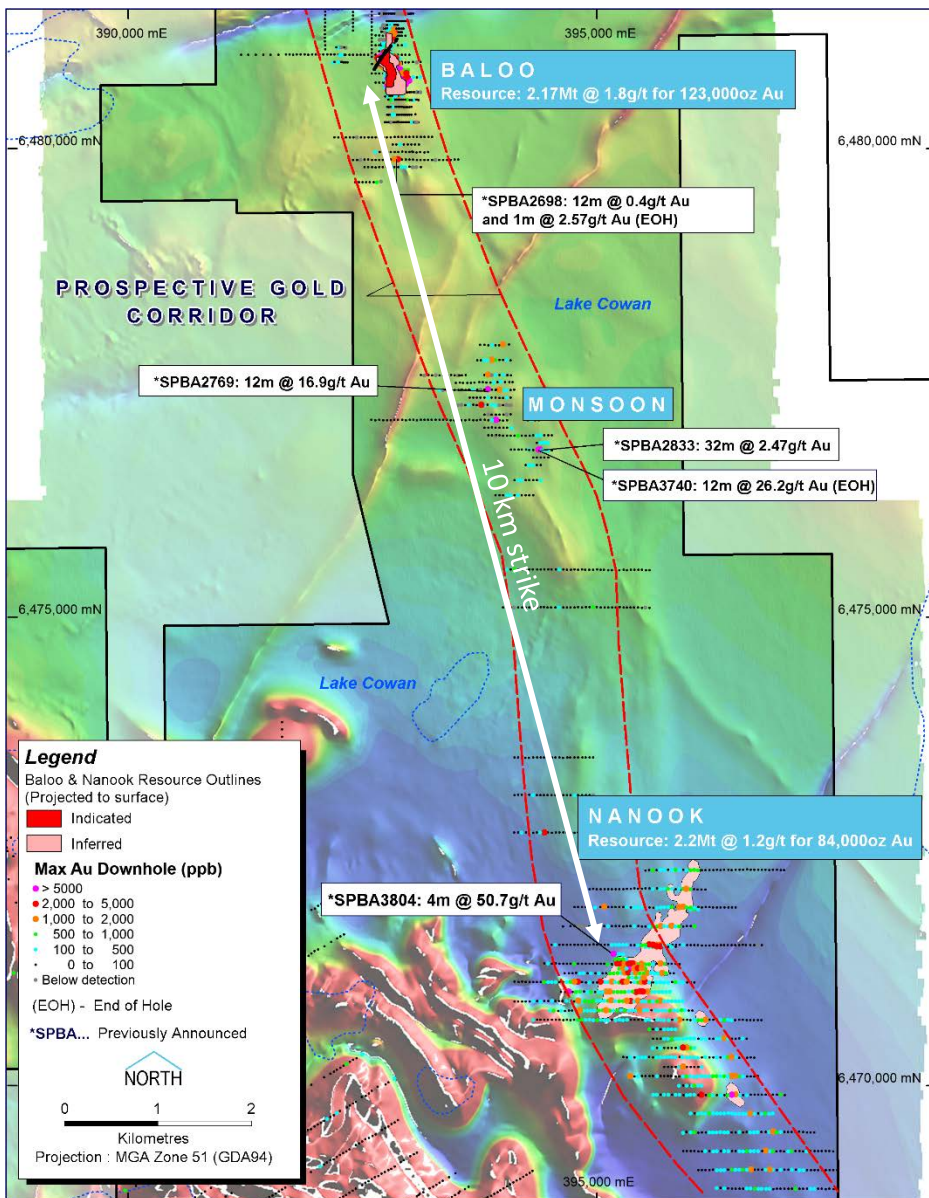 390,000 mE
395,000 mE
BALOO
Resource: 2.17Mt @ 1.8g/t for 123,000oz Au
6,480,000 mN
6,480,000 mN
*SPBA2698: 12m @ 0.4g/t Au
and 1m @ 2.57g/t Au (EOH)
PROSPECTIVE GOLD
CORRIDOR
Lake Cowan
*SPBA2769: 12m @ 16.9g/t Au
MONSOON
*SPBA2833: 32m @ 2.47g/t Au
*SPBA3740: 12m @ 26.2g/t Au (EOH)
10 km strike
6,475,000 mN
6,475,000 mN
Lake Cowan
NANOOK
Resource: 2.2Mt @ 1.2g/t for 84,000oz Au
*SPBA3804: 4m @ 50.7g/t Au
Legend
Baloo & Nanook Resource Outlines
(Projected to surface)
Indicated
Inferred
Max Au Downhole (ppb)
> 5000
2,000 to 5,000
1,000 to 2,000
500 to 1,000
100 to 500
0 to 100
Below detection
(EOH) - End of Hole
*SPBA... Previously Announced
NORTH
0 1 2
Kilometres
Projection : MGA Zone 51 (GDA94)
6,470,000 mN
395,000 mE